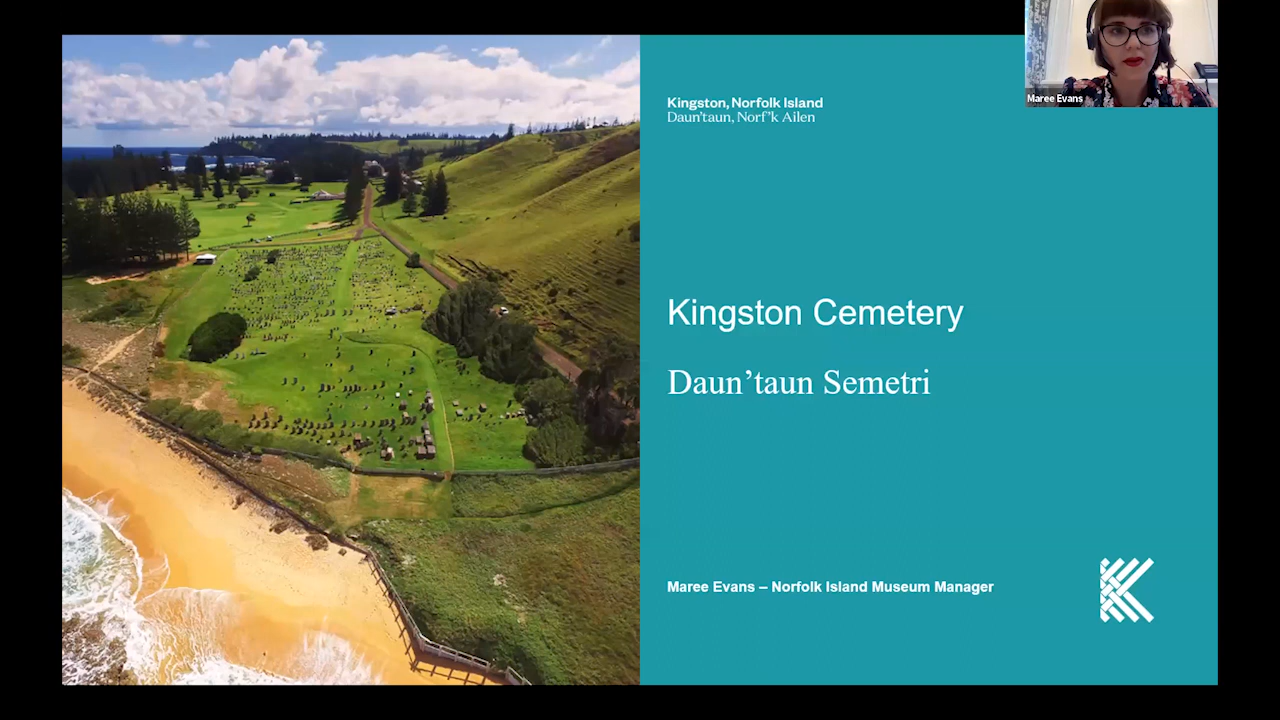 Maree Evans
Kingston, Norfolk Island
Daun'taun, Norf'k Ailen
Kingston Cemetery
Daun’taun Semetri
Maree Evans – Norfolk Island Museum Manager